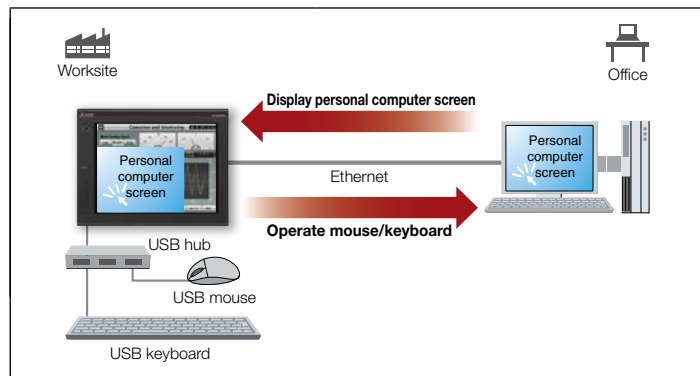 Worksite
Office
Display personal computer screen
Personal
computer
screen
Personal
computer
screen
Ethernet
Operate mouse/keyboard
USB hub
USB mouse
USB keyboard